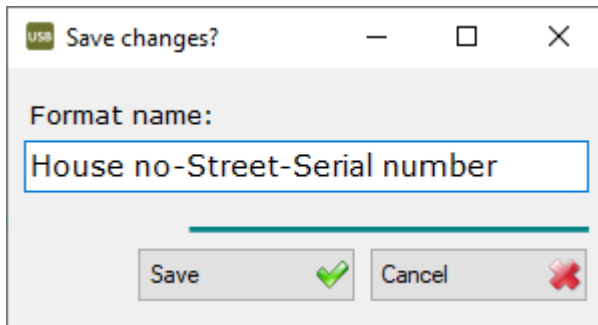 USB Save changes?
Format name:
House no-Street-Serial number
Save Cancel